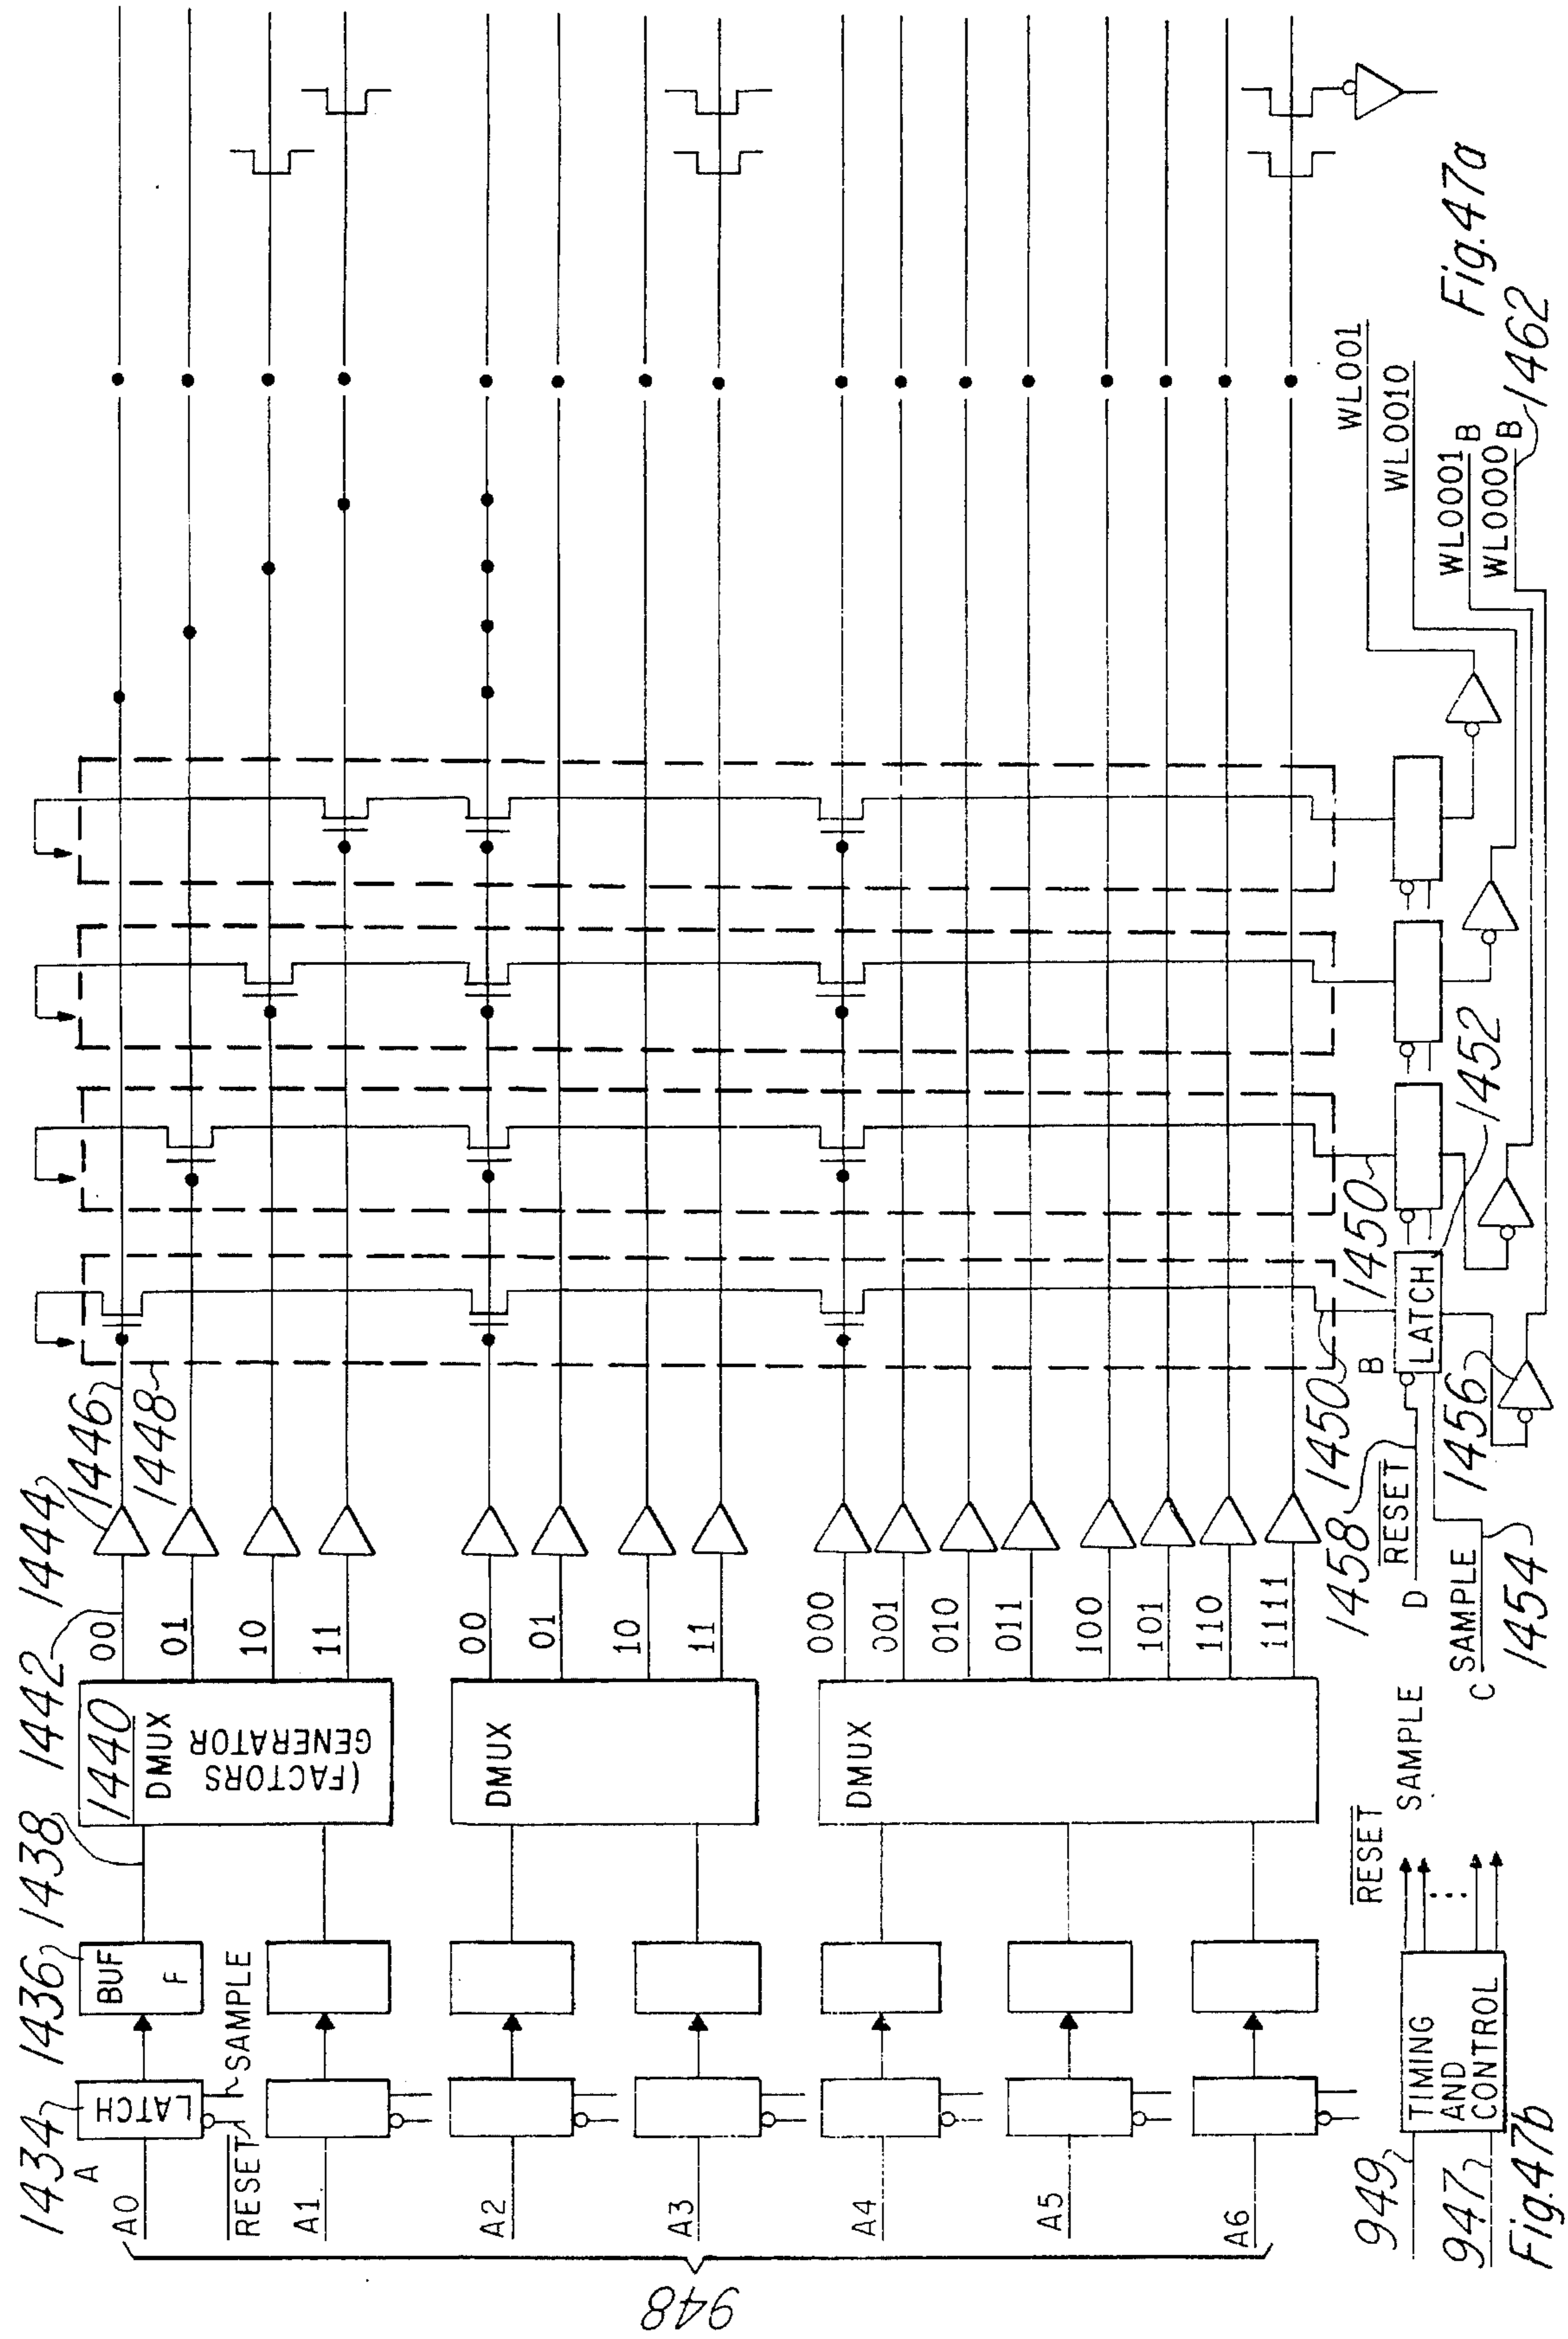 1434
1436
1438
1442
1444
1446
1448
A
LATCH
BUF
F
1440
DMUX
(FACTORS
GENERATOR
00
01
10
11
A0
RESET
SAMPLE
A1
A2
A3
DMUX
00
01
10
11
A4
A5
A6
DMUX
000
001
010
011
100
101
110
1111
948
1450
1450
B
LATCH
1452
1458
RESET
D
C SAMPLE
1454
1456
WL001
WL0010
WL0001B
WL0000B
1462
Fig.47a
RESET
SAMPLE
949
947
TIMING
AND
CONTROL
Fig.47b